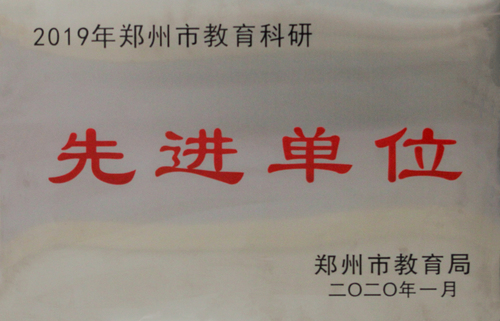 2019年郑州市教育科研
先进单位
郑州市教育局
二〇二〇年一月